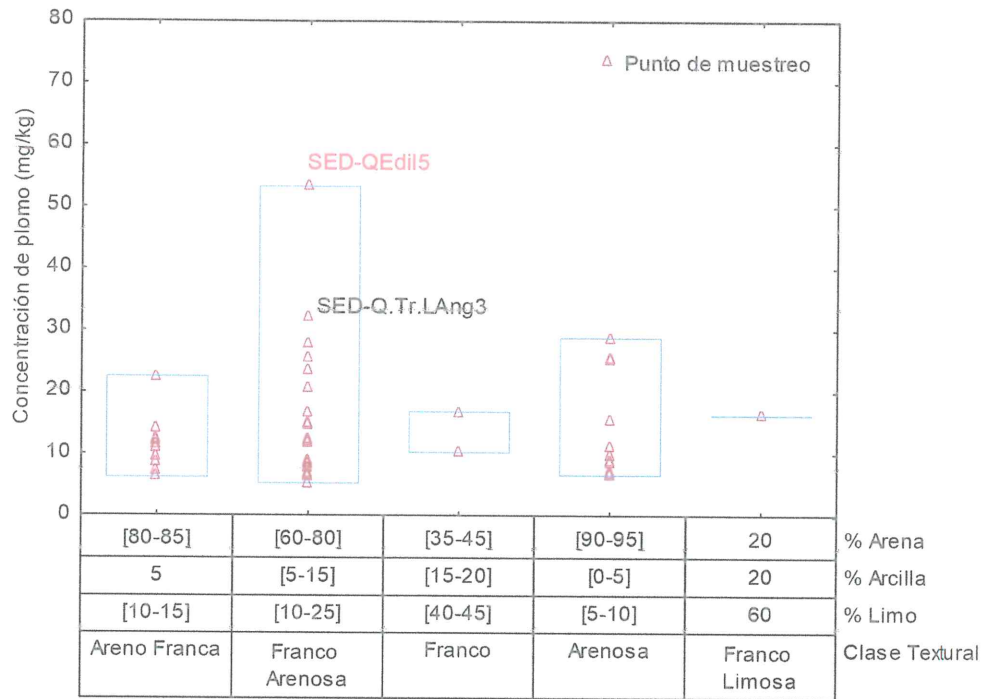 80
70
60
50
40
30
20
10
0
Concentración de plomo (mg/kg)
Punto de muestreo
SED-QEdil5
SED-Q.Tr.LAng3
[80-85] [60-80] [35-45] [90-95] 20 % Arena
5 [5-15] [15-20] [0-5] 20 % Arcilla
[10-15] [10-25] [40-45] [5-10] 60 % Limo
Areno Franca Franco Franco Arenosa Franco Clase Textural
Arenosa Limosa